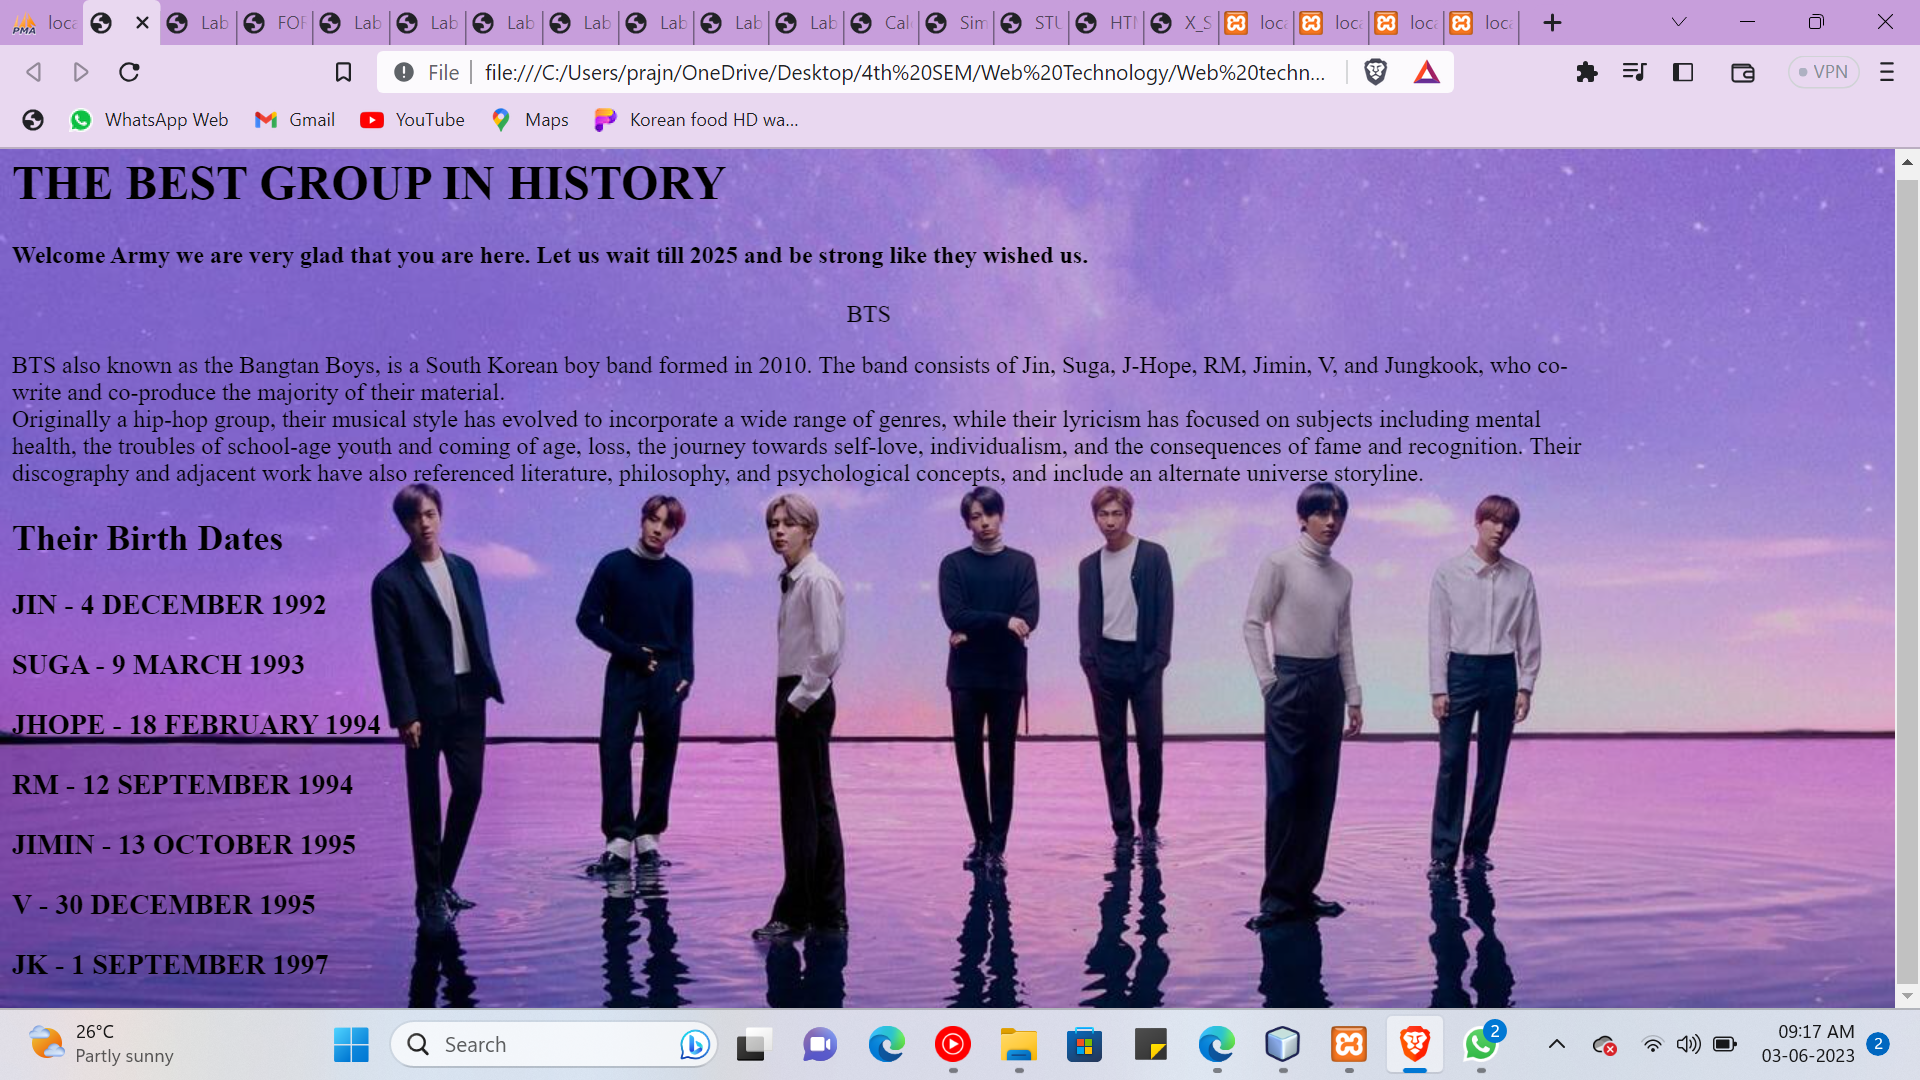 PMA loca
Lab
FOR
Lab
Lab
Lab
Lab
Lab
Lab
Lab
Calc
Sim
STU
HTM
X_S
loca
loca
loca
loca
File
file:///C:/Users/prajn/OneDrive/Desktop/4th%20SEM/Web%20Technology/Web%20techn...
VPN
WhatsApp Web
Gmail
YouTube
Maps
Korean food HD wa...
THE BEST GROUP IN HISTORY
Welcome Army we are very glad that you are here. Let us wait till 2025 and be strong like they wished us.
BTS
BTS also known as the Bangtan Boys, is a South Korean boy band formed in 2010. The band consists of Jin, Suga, J-Hope, RM, Jimin, V, and Jungkook, who co-
write and co-produce the majority of their material.
Originally a hip-hop group, their musical style has evolved to incorporate a wide range of genres, while their lyricism has focused on subjects including mental
health, the troubles of school-age youth and coming of age, loss, the journey towards self-love, individualism, and the consequences of fame and recognition. Their
discography and adjacent work have also referenced literature, philosophy, and psychological concepts, and include an alternate universe storyline.
Their Birth Dates
JIN - 4 DECEMBER 1992
SUGA - 9 MARCH 1993
JHOPE - 18 FEBRUARY 1994
RM - 12 SEPTEMBER 1994
JIMIN - 13 OCTOBER 1995
V - 30 DECEMBER 1995
JK - 1 SEPTEMBER 1997
26°C
Partly sunny
Search
2
09:17 AM
03-06-2023
2